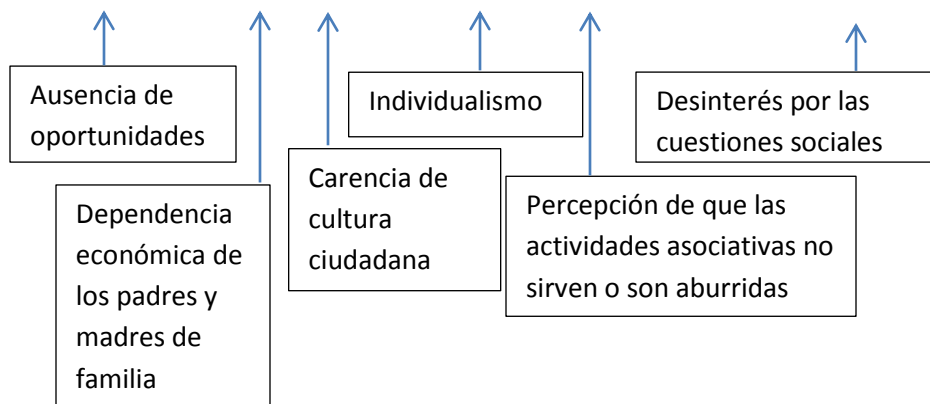 Ausencia de
oportunidades
Dependencia
económica de
los padres y
madres de
familia
Carencia de
cultura
ciudadana
Individualismo
Percepción de que las
actividades asociativas no
sirven o son aburridas
Desinterés por las
cuestiones sociales